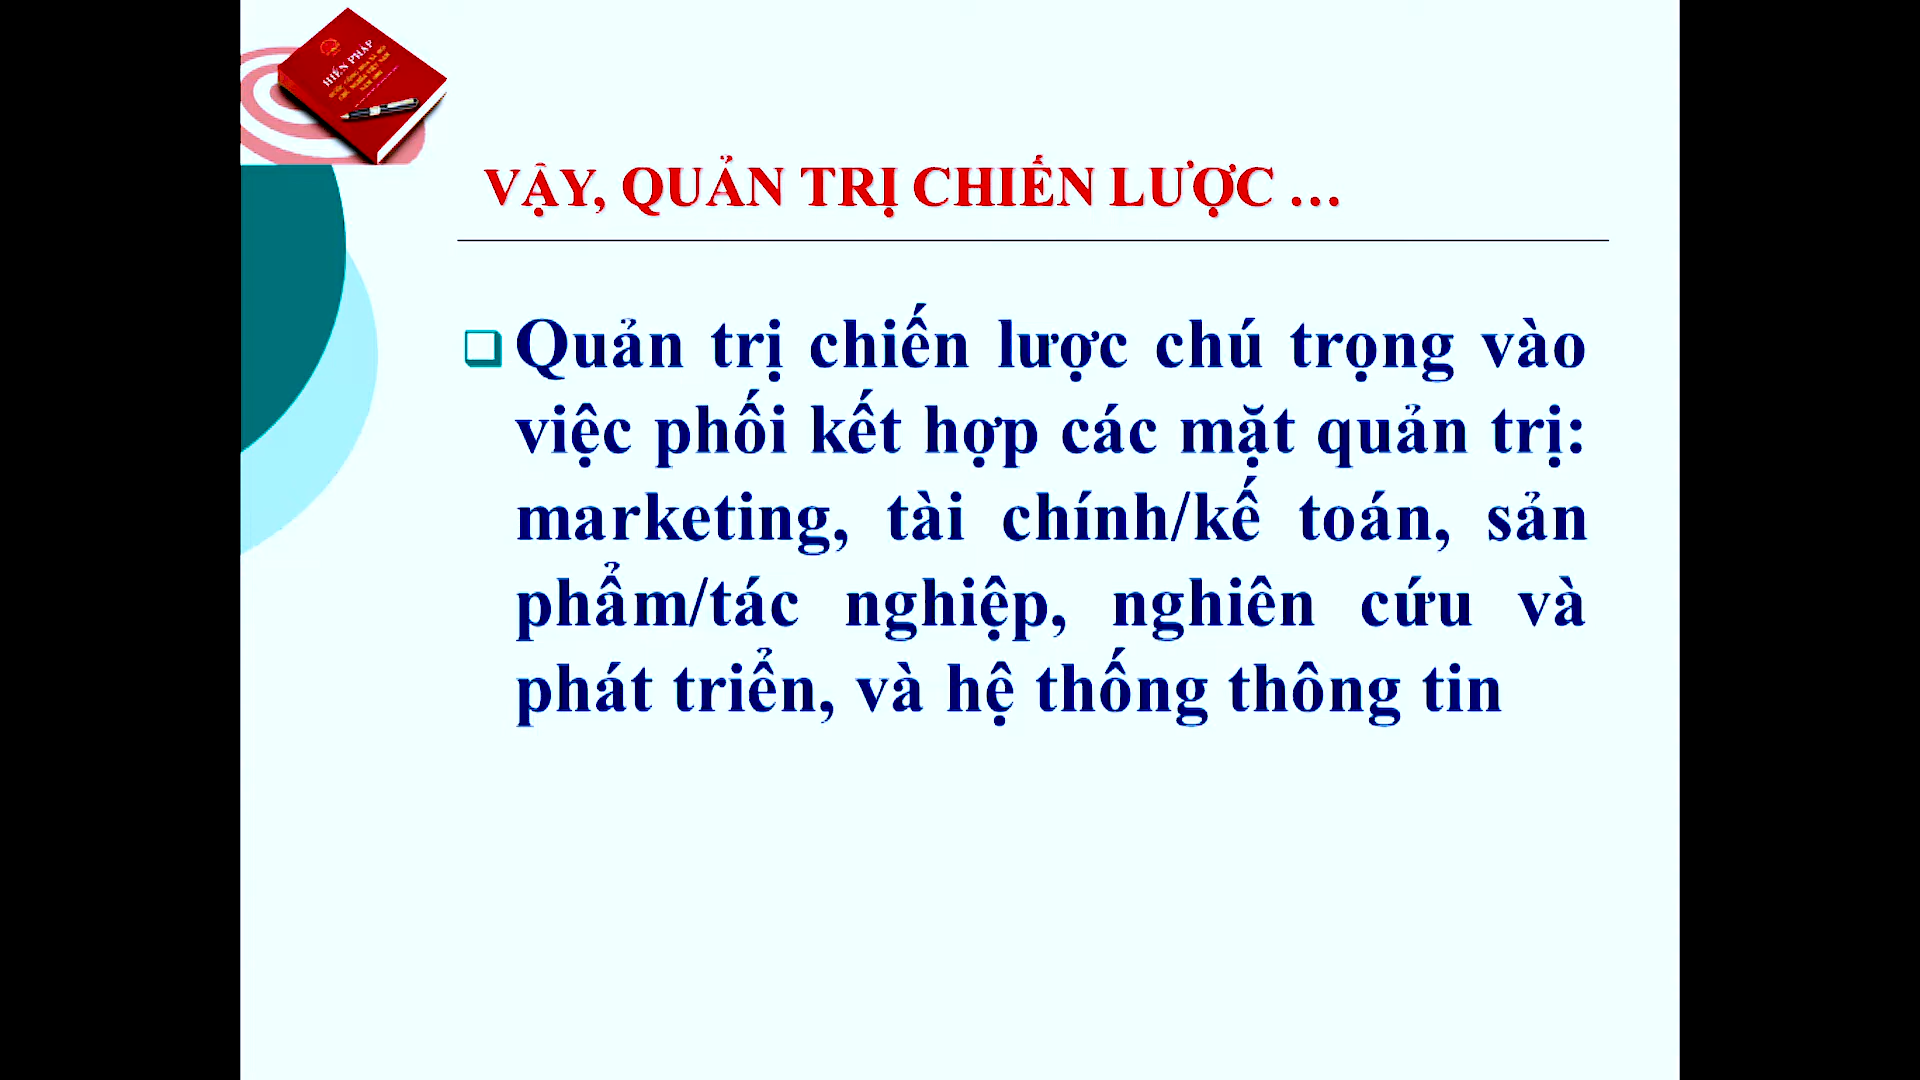 HIẾN PHÁP
VẬY, QUẢN TRỊ CHIẾN LƯỢC ...
Quản trị chiến lược chú trọng vào
việc phối kết hợp các mặt quản trị:
marketing, tài chính/kế toán, sản
phẩm/tác nghiệp, nghiên cứu và
phát triển, và hệ thống thông tin